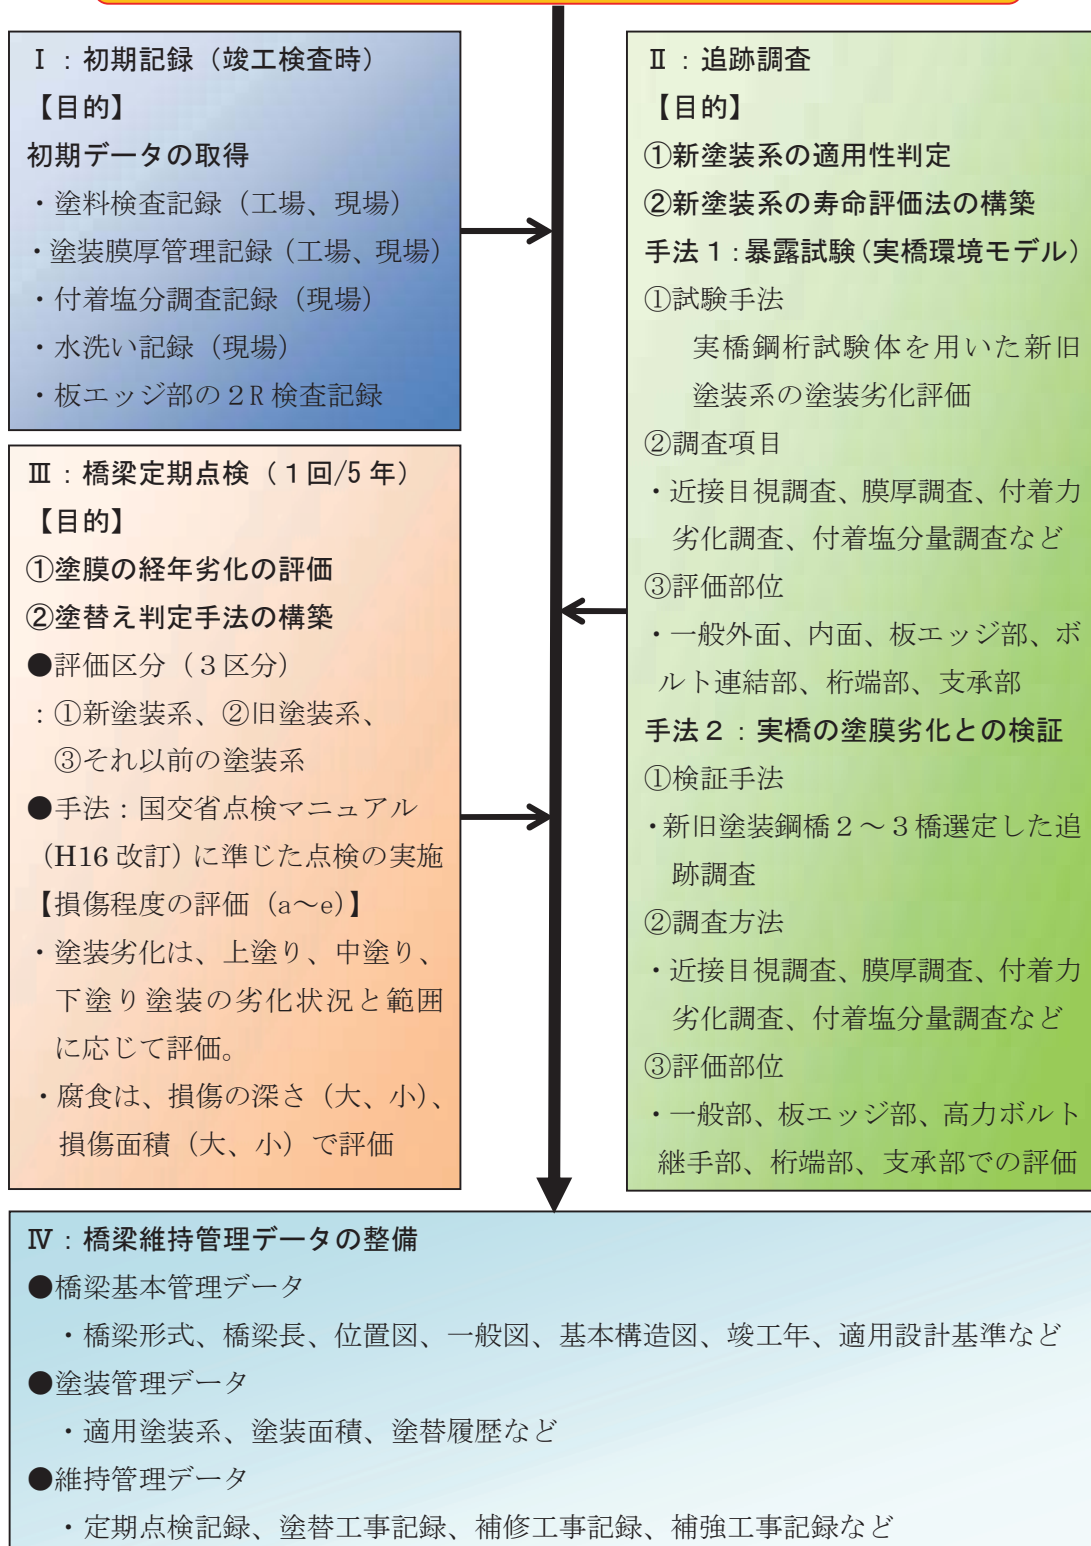 Ⅰ：初期記録（竣工検査時）
【目的】
初期データの取得
・塗料検査記録（工場、現場）
・塗装膜厚管理記録（工場、現場）
・付着塩分調査記録（現場）
・水洗い記録（現場）
・板エッジ部の２R 検査記録
Ⅱ：追跡調査
【目的】
①新塗装系の適用性判定
②新塗装系の寿命評価法の構築
手法１：暴露試験（実橋環境モデル）
①試験手法
実橋鋼桁試験体を用いた新旧
塗装系の塗装劣化評価
②調査項目
・近接目視調査、膜厚調査、付着力
劣化調査、付着塩分量調査など
③評価部位
・一般外面、内面、板エッジ部、ボ
ルト連結部、桁端部、支承部
手法２：実橋の塗膜劣化との検証
①検証手法
・新旧塗装鋼橋２～３橋選定した追
跡調査
②調査方法
・近接目視調査、膜厚調査、付着力
劣化調査、付着塩分量調査など
③評価部位
・一般部、板エッジ部、高力ボルト
継手部、桁端部、支承部での評価
Ⅲ：橋梁定期点検（１回/5 年）
【目的】
①塗膜の経年劣化の評価
②塗替え判定手法の構築
●評価区分（３区分）
：①新塗装系、②旧塗装系、
③それ以前の塗装系
●手法：国交省点検マニュアル
（H16 改訂）に準じた点検の実施
【損傷程度の評価（a～e）】
・塗装劣化は、上塗り、中塗り、
下塗り塗装の劣化状況と範囲
に応じて評価。
・腐食は、損傷の深さ（大、小）、
損傷面積（大、小）で評価
Ⅳ：橋梁維持管理データの整備
●橋梁基本管理データ
・橋梁形式、橋梁長、位置図、一般図、基本構造図、竣工年、適用設計基準など
●塗装管理データ
・適用塗装系、塗装面積、塗替履歴など
●維持管理データ
・定期点検記録、塗替工事記録、補修工事記録、補強工事記録など